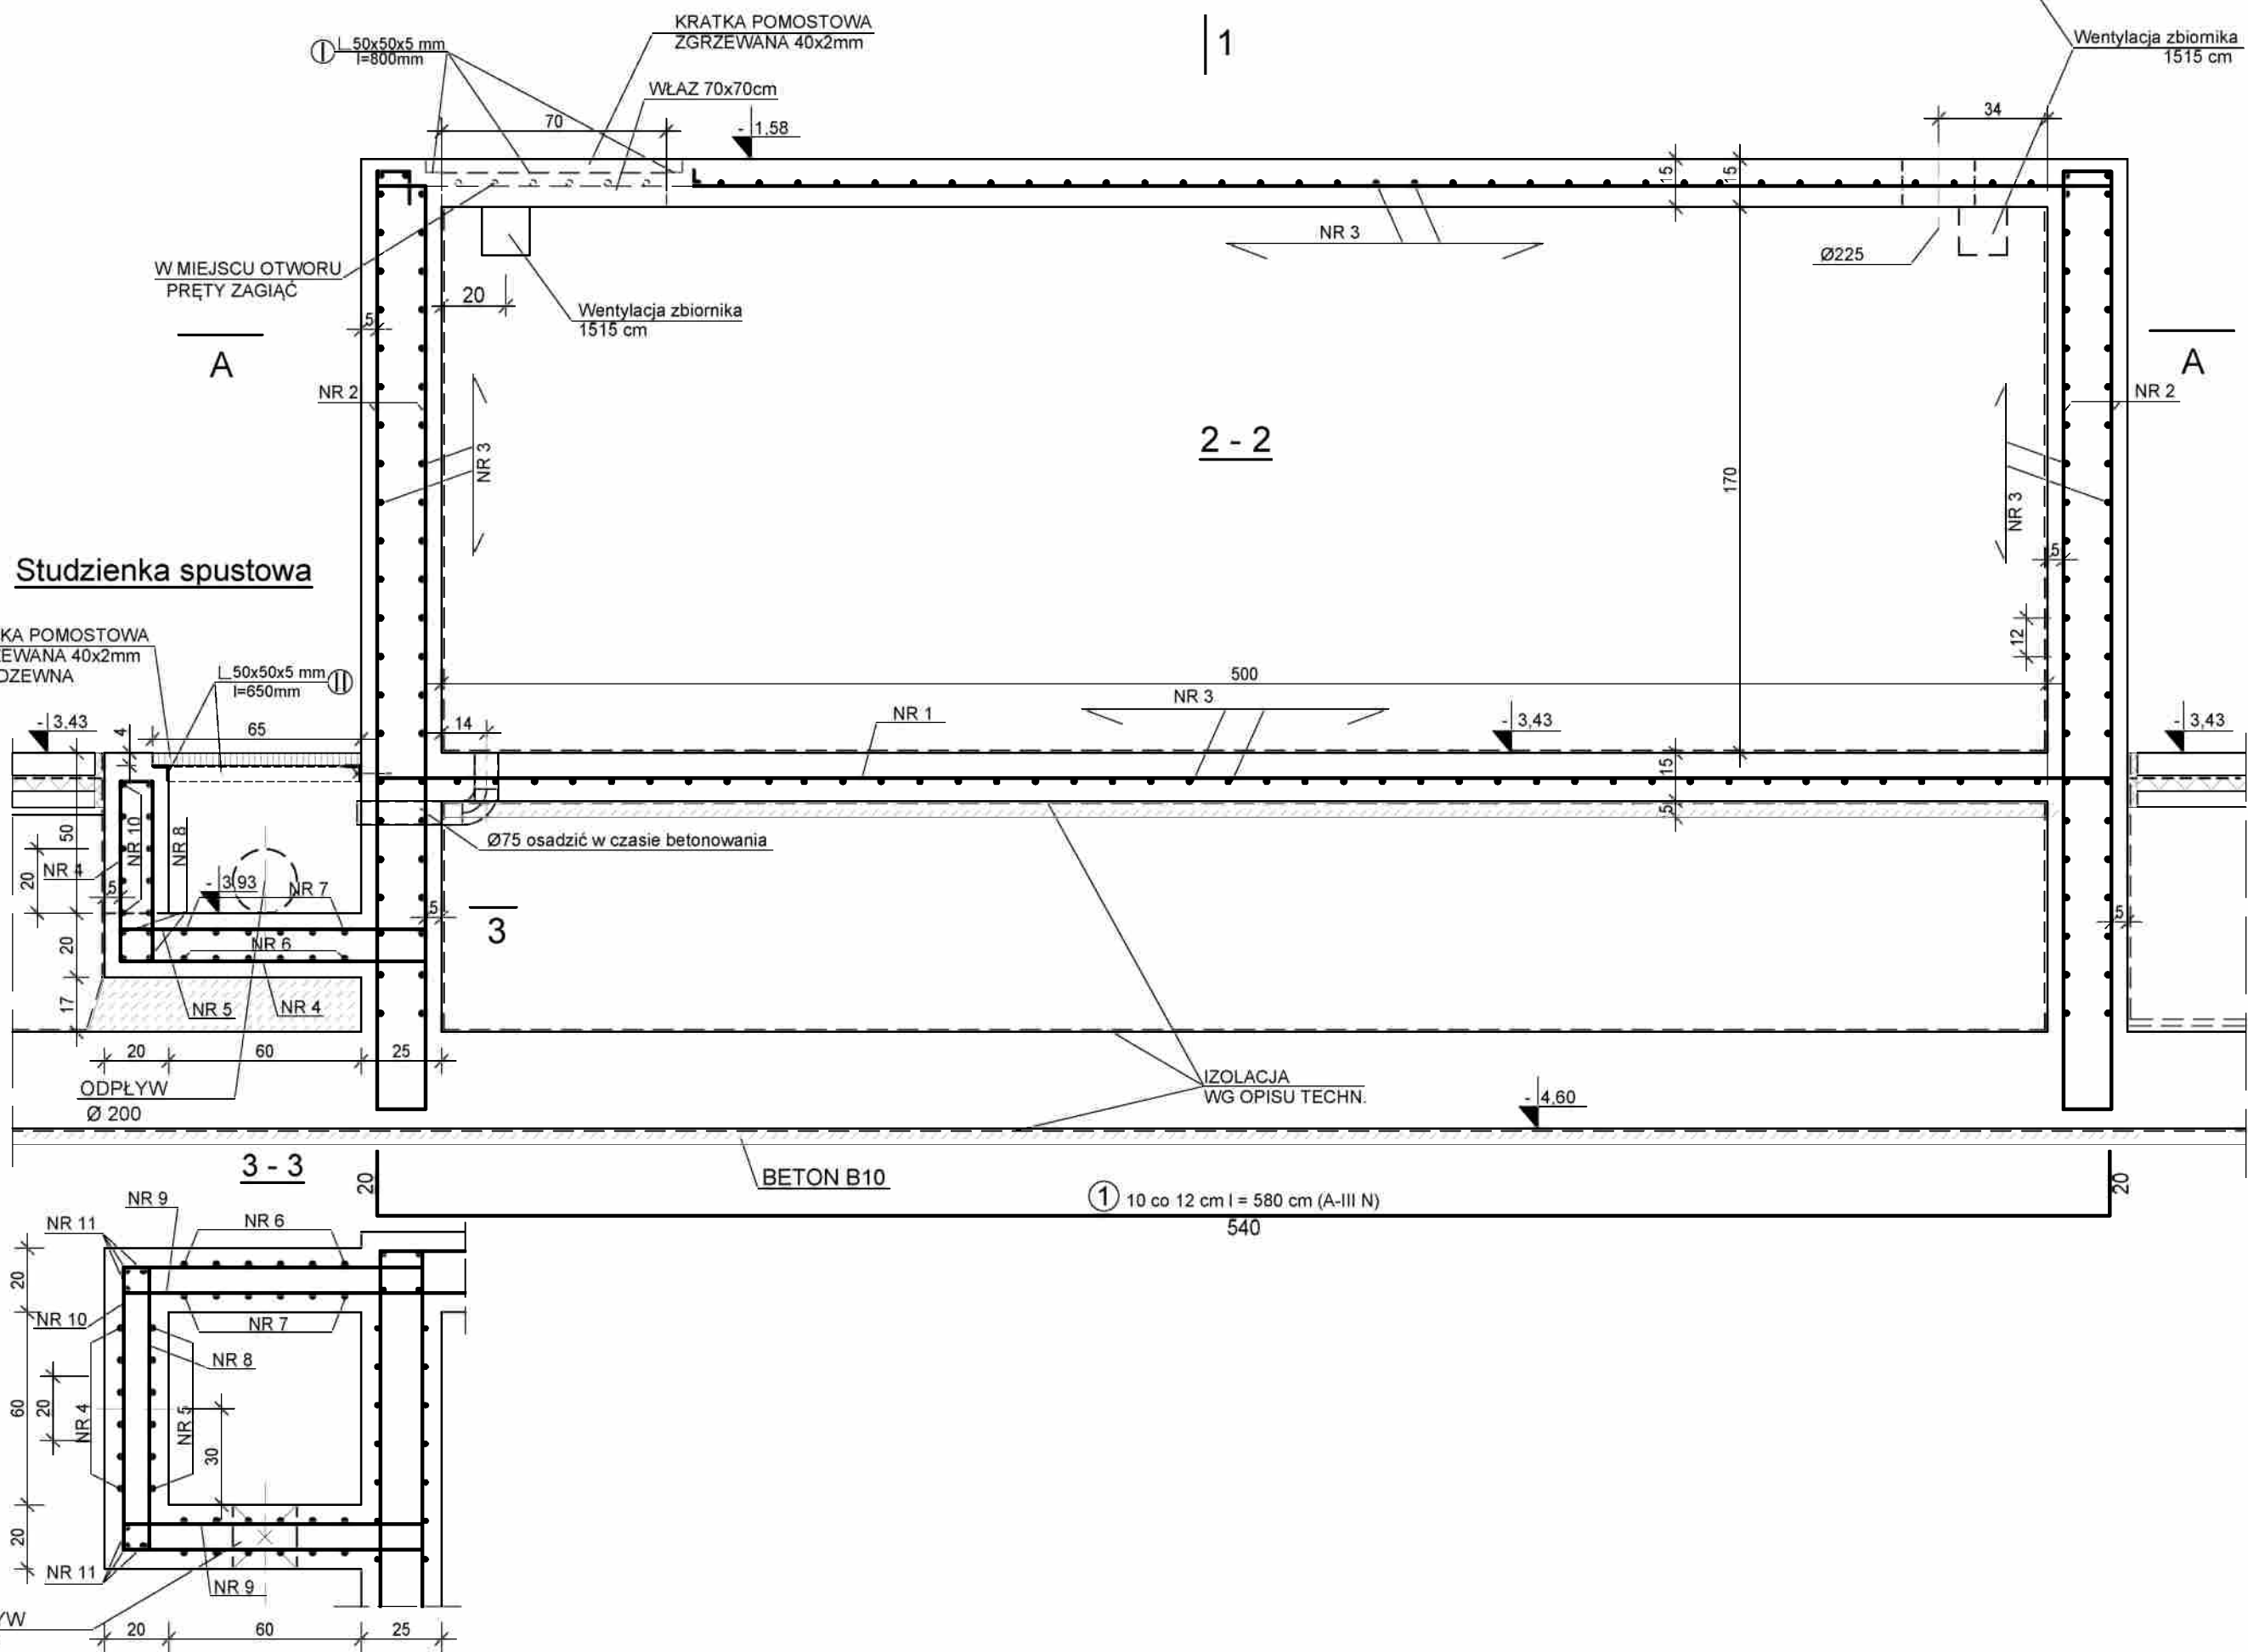 KRATKA POMOSTOWA
ZGRZEWANA 40x2mm
I
L 50x50x5 mm
l=800mm
WŁAZ 70x70cm
1
Wentylacja zbiornika
1515 cm
70
- 1.58
34
15
15
NR 3
Ø225
W MIEJSCU OTWORU
PRĘTY ZAGIĄĆ
20
Wentylacja zbiornika
1515 cm
5
A
A
NR 2
NR 2
NR 3
2 - 2
170
NR 3
5
12
Studzienka spustowa
KA POMOSTOWA
EWANA 40x2mm
DZEWNA
L 50x50x5 mm
l=650mm
II
500
NR 3
NR 1
- 3,43
4
65
14
- 3,43
- 3,43
15
5
50
NR 10
NR 8
Ø75 osadzić w czasie betonowania
20
NR 4
5
- 3,93
NR 7
5
3
5
20
NR 6
17
NR 5
NR 4
20
60
25
ODPŁYW
Ø 200
IZOLACJA
WG OPISU TECHN.
- 4,60
3 - 3
20
BETON B10
1 10 co 12 cm l = 580 cm (A-III N)
540
20
NR 9
NR 11
NR 6
20
NR 10
NR 7
NR 8
60
20
NR 4
NR 5
30
20
NR 11
NR 9
YW
20
60
25